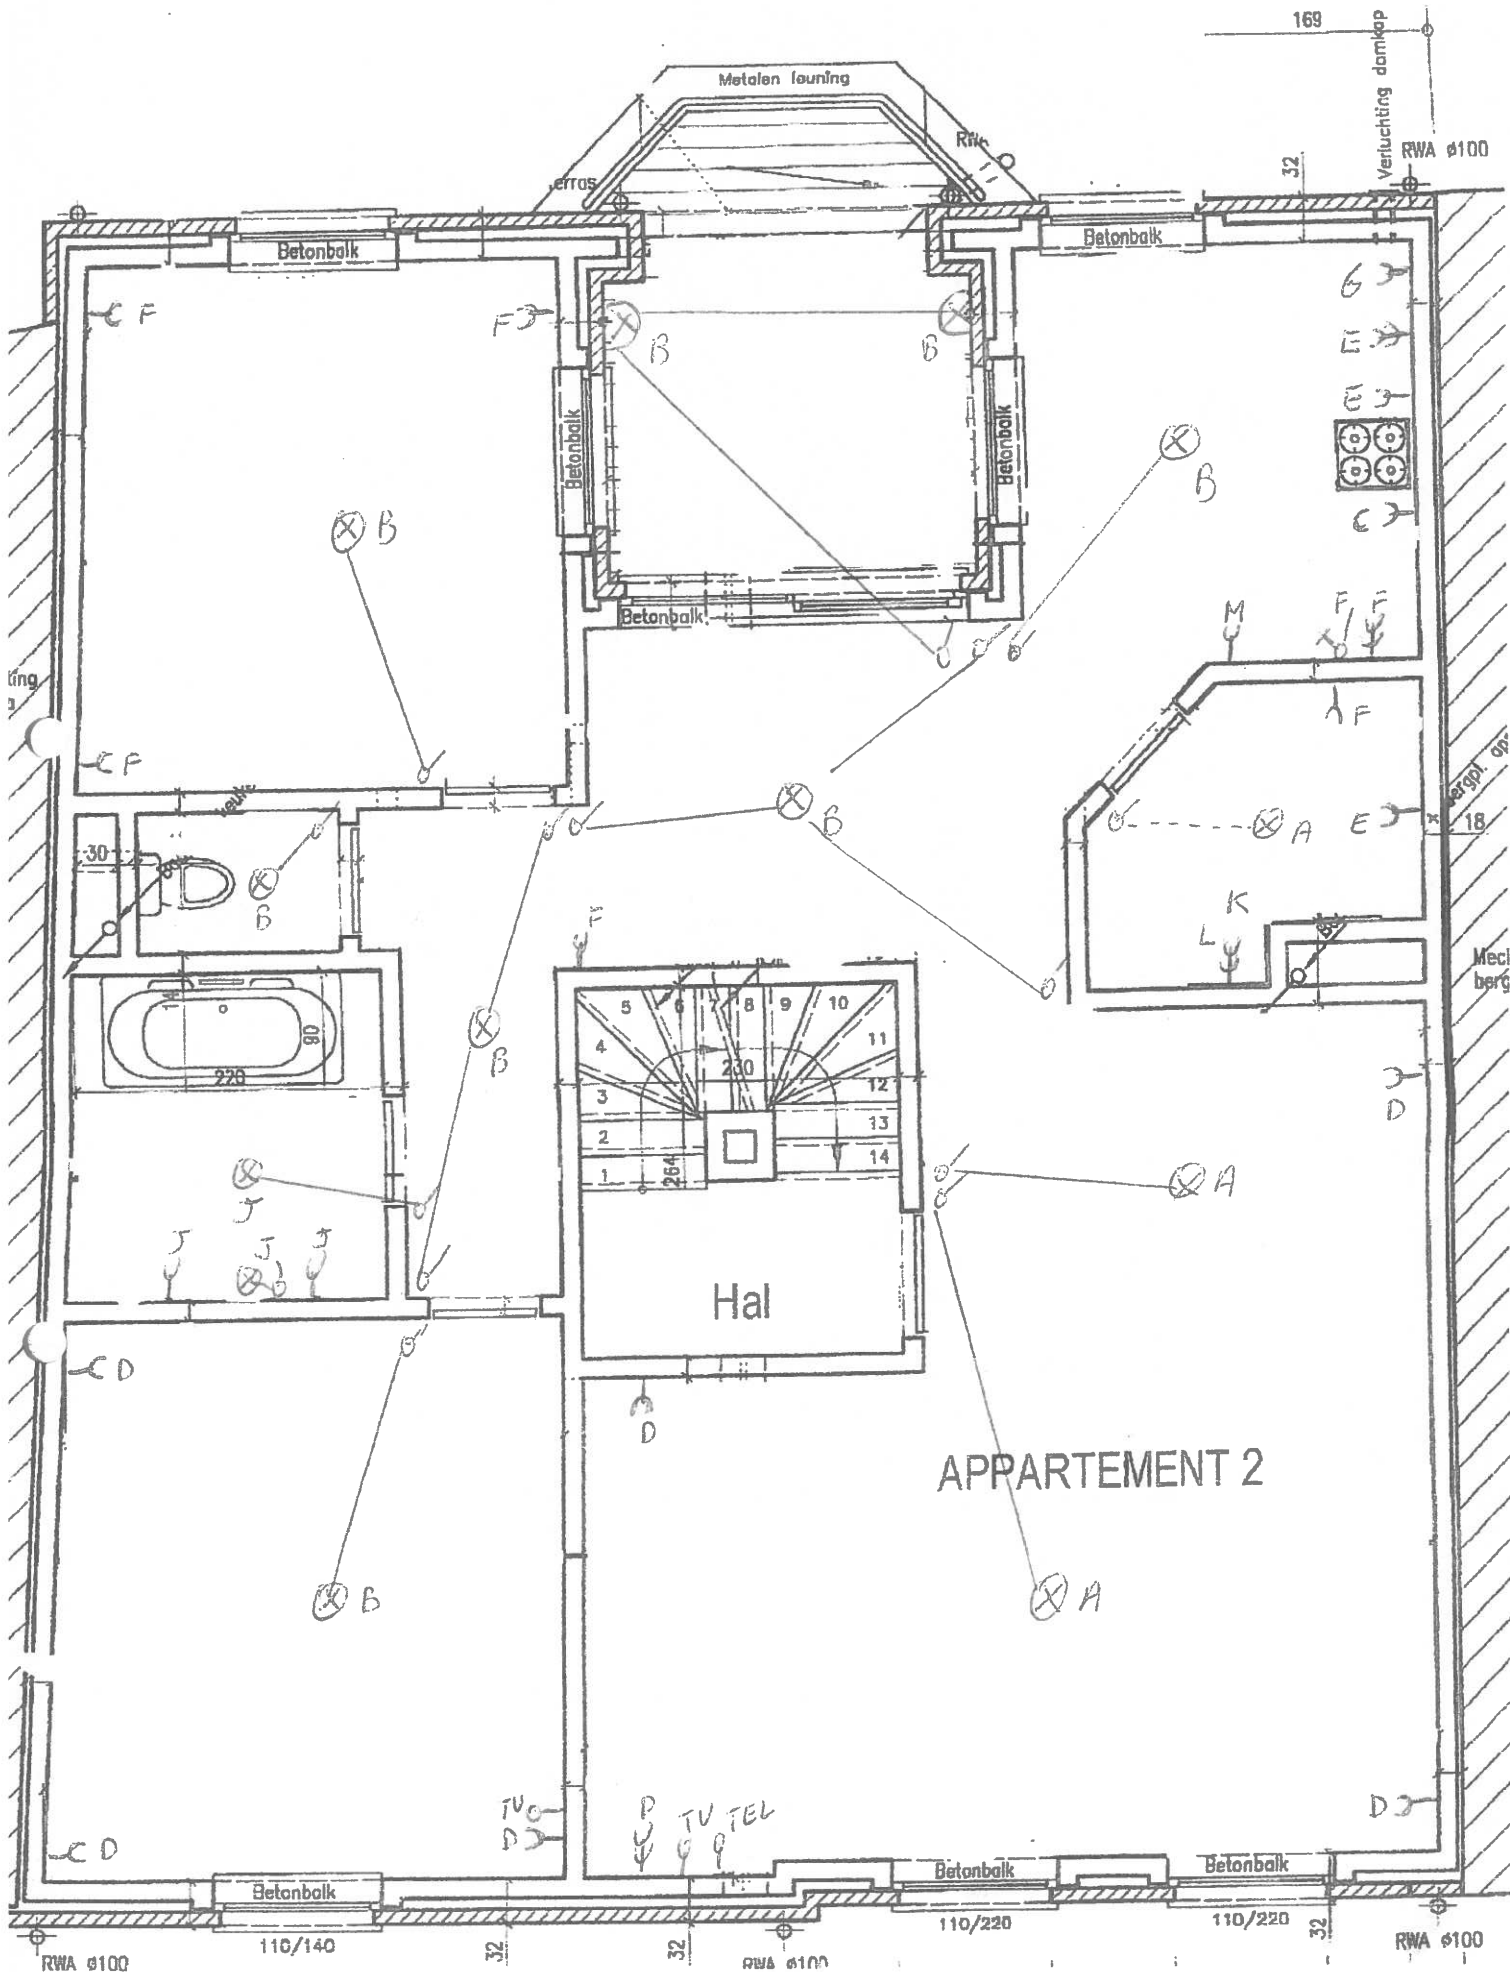 169
Verluchting damkap
Metalen leuning
RWA ø100
32
Betonbalk
Betonbalk
G
C F
F
B
B
E
E
Betonbalk
Betonbalk
B
B
C
Betonbalk
M
F
F
F
C F
B
A
E
18
30
B
F
K
L
14
90
220
B
5
6
7
8
9
10
4
11
230
3
12
2
13
1
264
14
D
A
J
J
J
J
Hal
C D
D
APPARTEMENT 2
B
A
TV
D
P
TV
TEL
D
C D
Betonbalk
Betonbalk
Betonbalk
110/140
110/220
110/220
32
32
32
RWA ø100
RWA ø100
RWA ø100